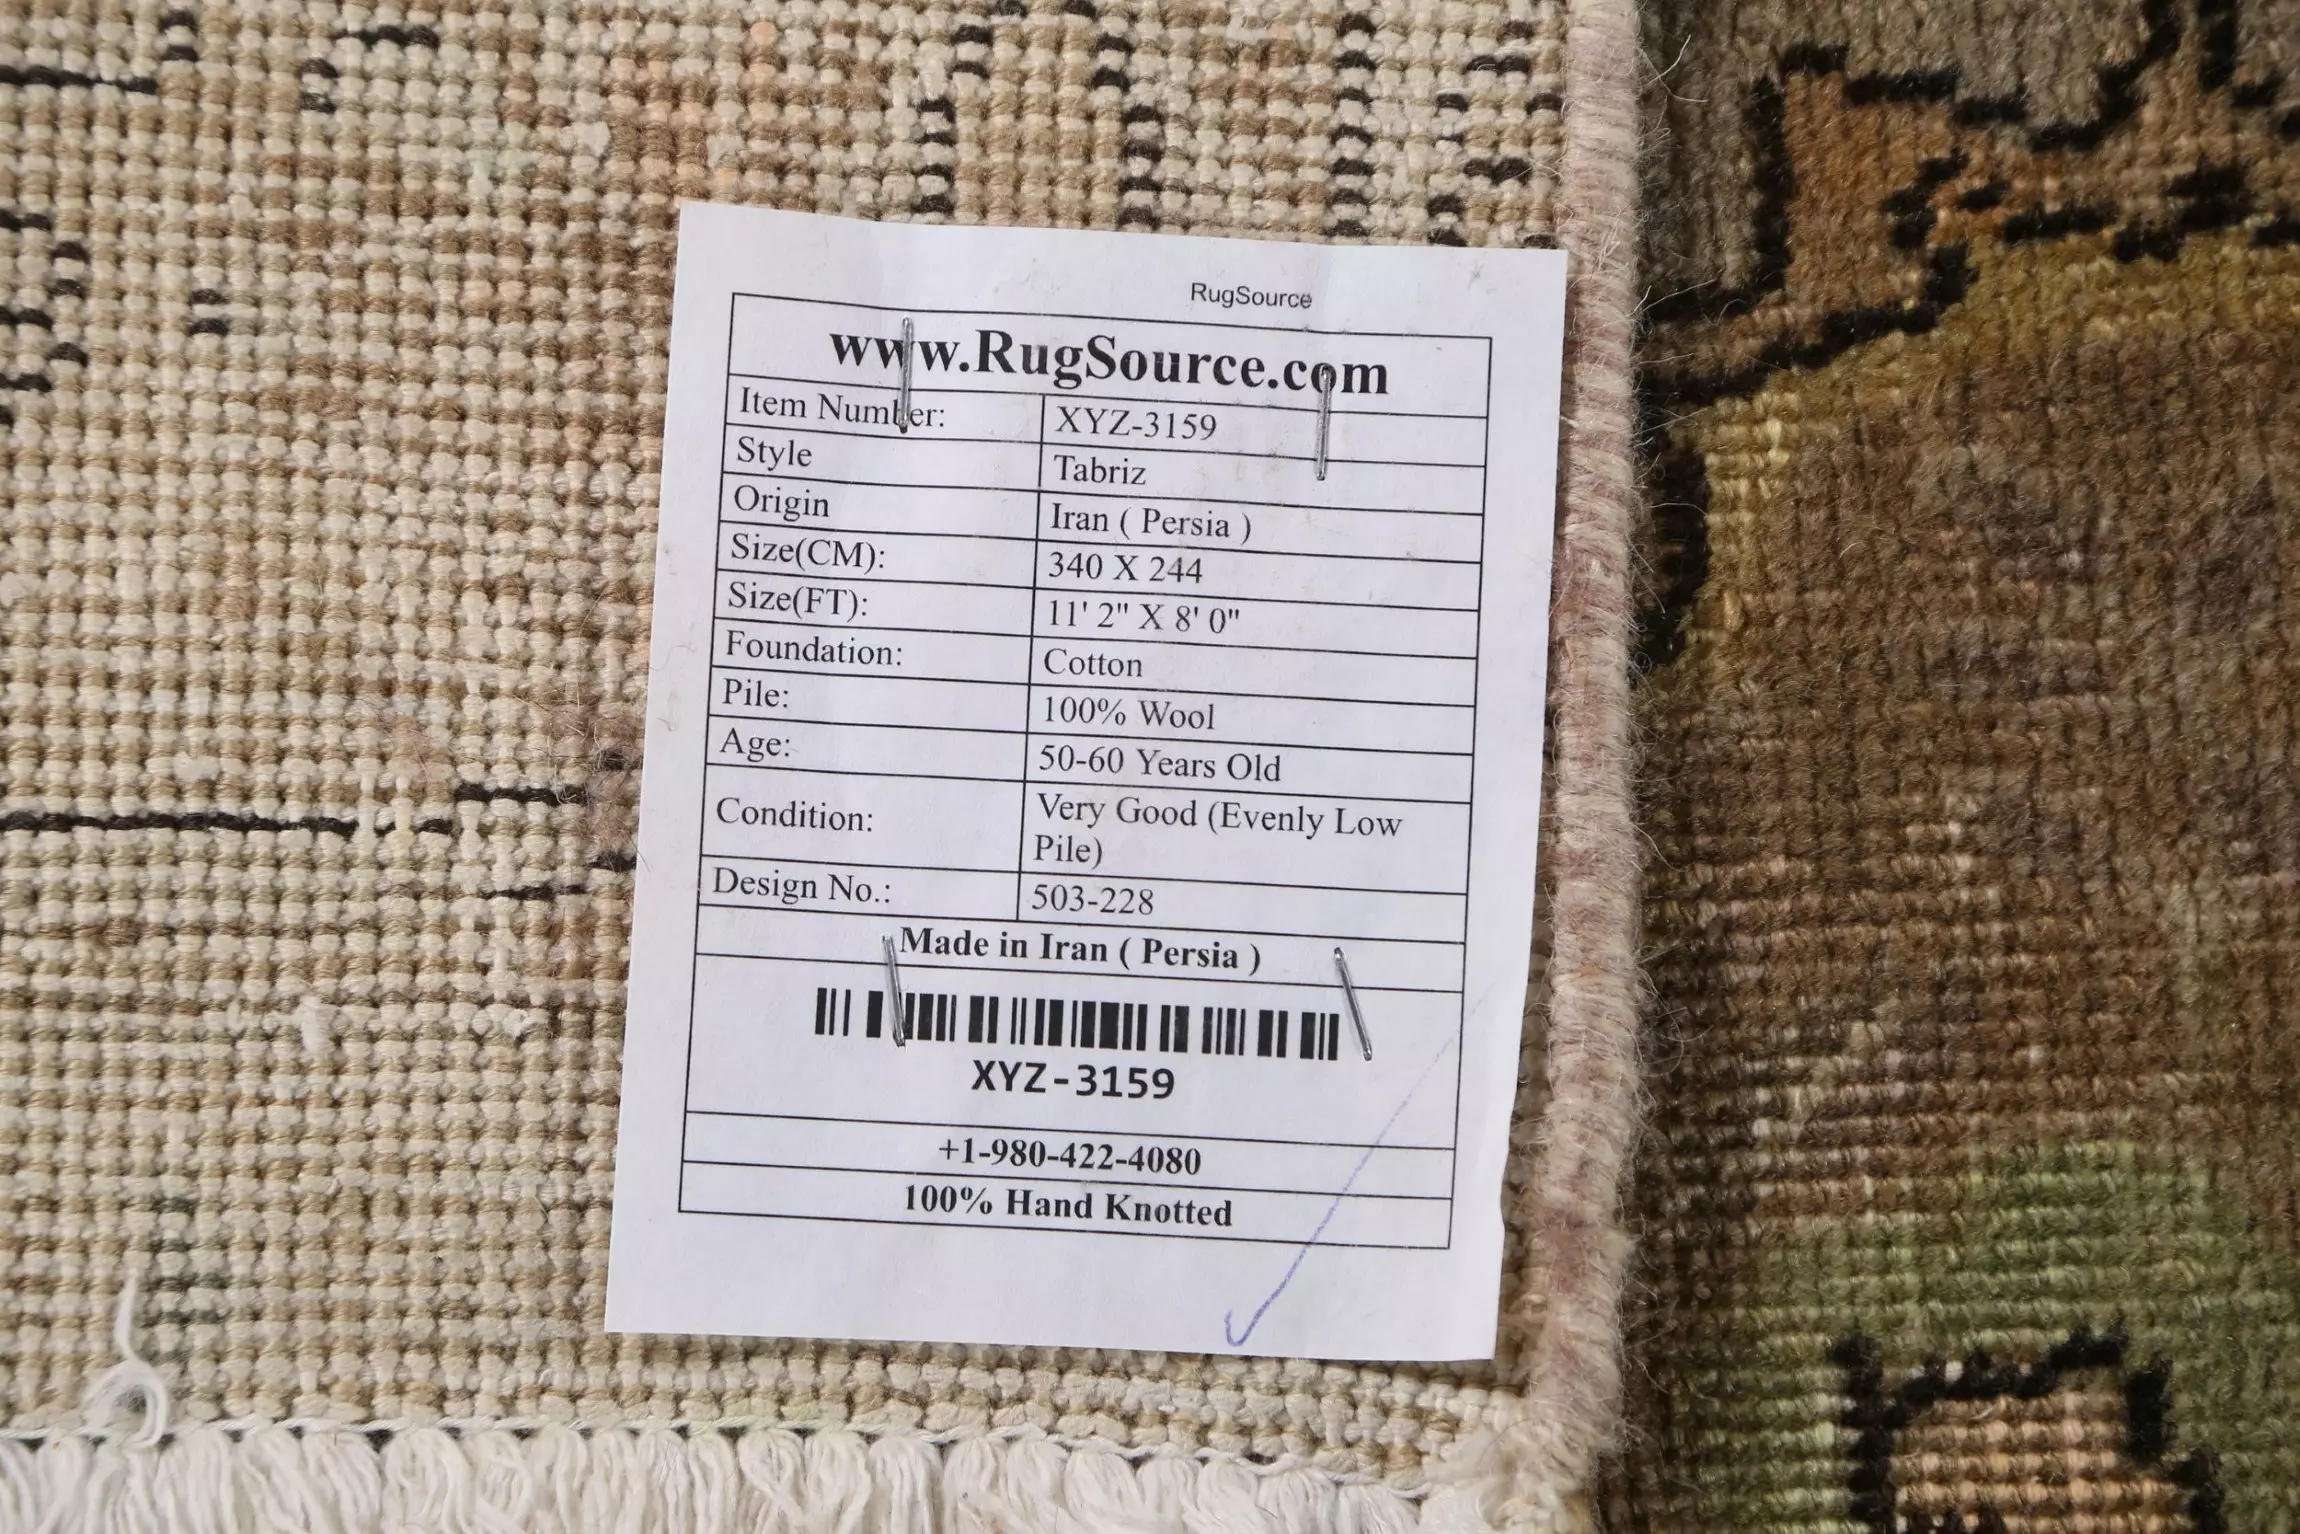 RugSource
www.RugSource.com
Item Number: XYZ-3159
Style Tabriz
Origin Iran ( Persia )
Size(CM): 340 X 244
Size(FT): 11' 2" X 8' 0"
Foundation: Cotton
Pile: 100% Wool
Age: 50-60 Years Old
Condition: Very Good (Evenly Low
Pile)
Design No.: 503-228
Made in Iran ( Persia )
XYZ-3159
+1-980-422-4080
100% Hand Knotted